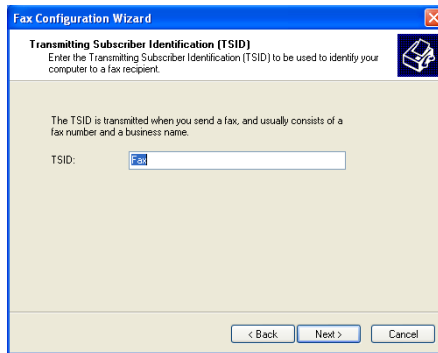 Fax Configuration Wizard
Transmitting Subscriber Identification (TSID)
Enter the Transmitting Subscriber Identification (TSID) to be used to identify your
computer to a fax recipient.
The TSID is transmitted when you send a fax, and usually consists of a
fax number and a business name.
TSID: Fax
< Back Next > Cancel